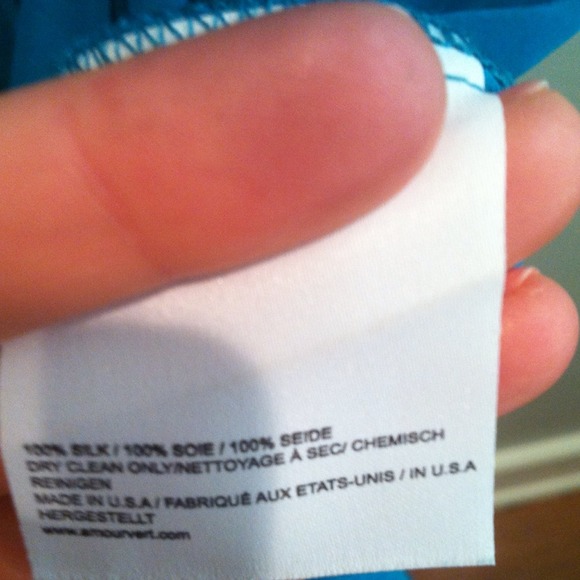 100% SILK / 100% SOIE / 100% SEIDE
DRY CLEAN ONLY/NETTOYAGE À SEC/ CHEMISCH
REINIGEN
MADE IN U.S.A / FABRIQUÉ AUX ETATS-UNIS / IN U.S.A
HERGESTELLT
www.amourvert.com